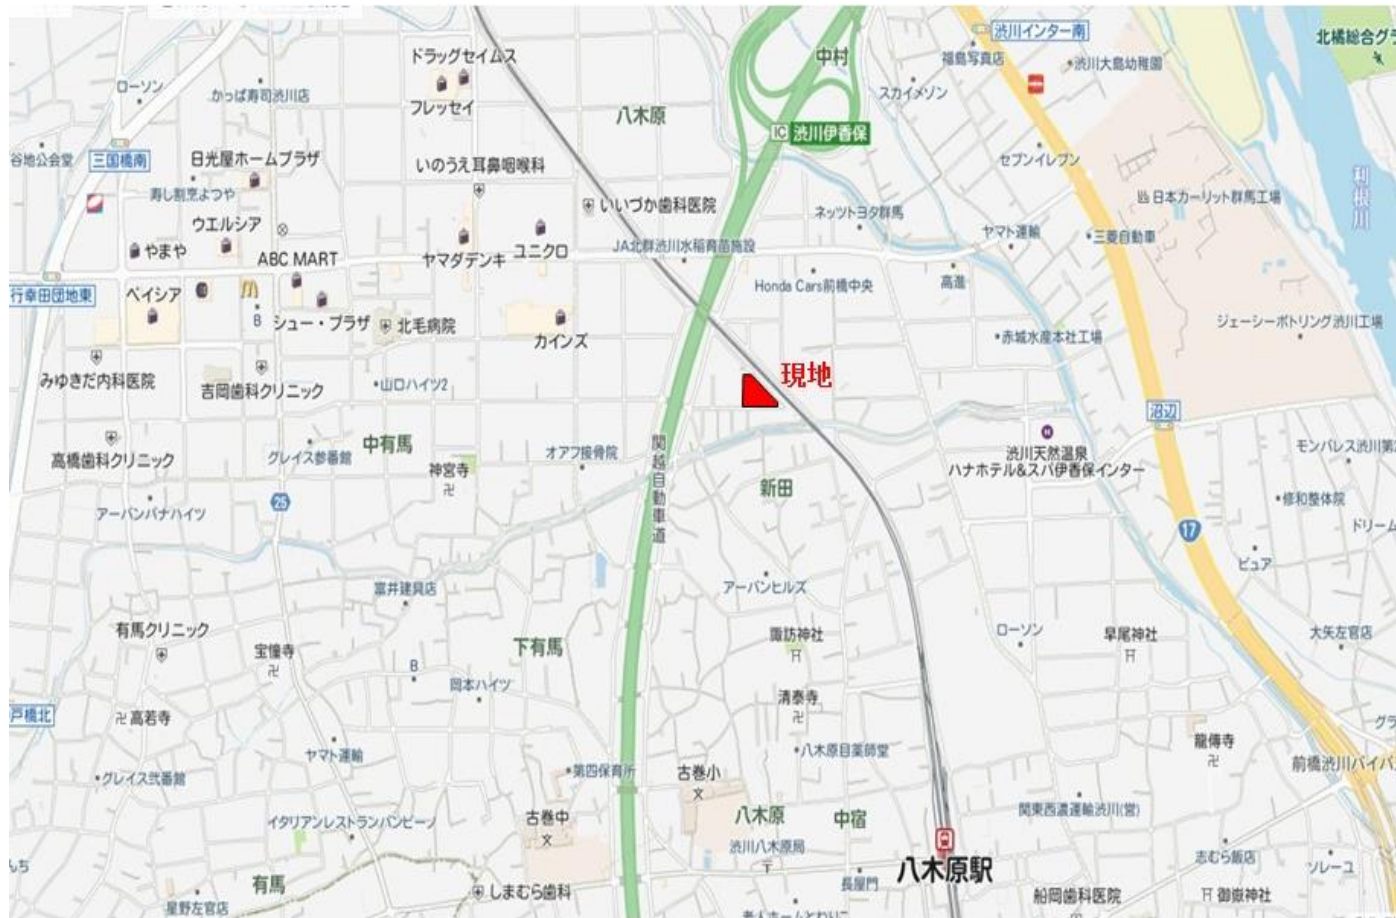 渋川インター南
北橘総合グラ
ドラッグセイムス
中村
福島写真店
渋川大島幼稚園
ローソン
かっぱ寿司渋川店
フレッセイ
八木原
スカイメゾン
IC 渋川伊香保
谷地公会堂
三国橋南
日光屋ホームプラザ
いのうえ耳鼻咽喉科
セブンイレブン
利根川
寿し割烹よつや
いいづか歯科医院
ネッツトヨタ群馬
日本カーリット群馬工場
ウエルシア
やまや
ABC MART
ヤマダデンキ
ユニクロ
JA北群渋川水稲育苗施設
ヤマト運輸
三菱自動車
行幸田団地東
ベイシア
B
シュー・プラザ
北毛病院
カインズ
Honda Cars前橋中央
高進
ジェーシーボトリング渋川工場
赤城水産本社工場
みゆきだ内科医院
吉岡歯科クリニック
山口ハイツ2
現地
沼辺
高橋歯科クリニック
グレイス参番館
中有馬
神宮寺
オアフ接骨院
関越自動車道
渋川天然温泉
ハナホテル&スパ伊香保インター
モンパレス渋川第
アーバンハナハイツ
25
新田
修和整体院
ドリーム
17
ピュア
富井建具店
アーバンヒルズ
有馬クリニック
宝憧寺
下有馬
諏訪神社
ローソン
早尾神社
大矢左官店
B
岡本ハイツ
清泰寺
戸橋北
高若寺
ヤマト運輸
八木原目薬師堂
龍傳寺
グラ
グレイス弐番館
第四保育所
古巻小
前橋渋川バイパ
イタリアンレストランバンビーノ
古巻中
文
文
八木原
中宿
関東西濃運輸渋川(営)
渋川八木原局
志むら飯店
ソレーユ
んち
有馬
しまむら歯科
長屋門
八木原駅
船岡歯科医院
御嶽神社
星野左官店